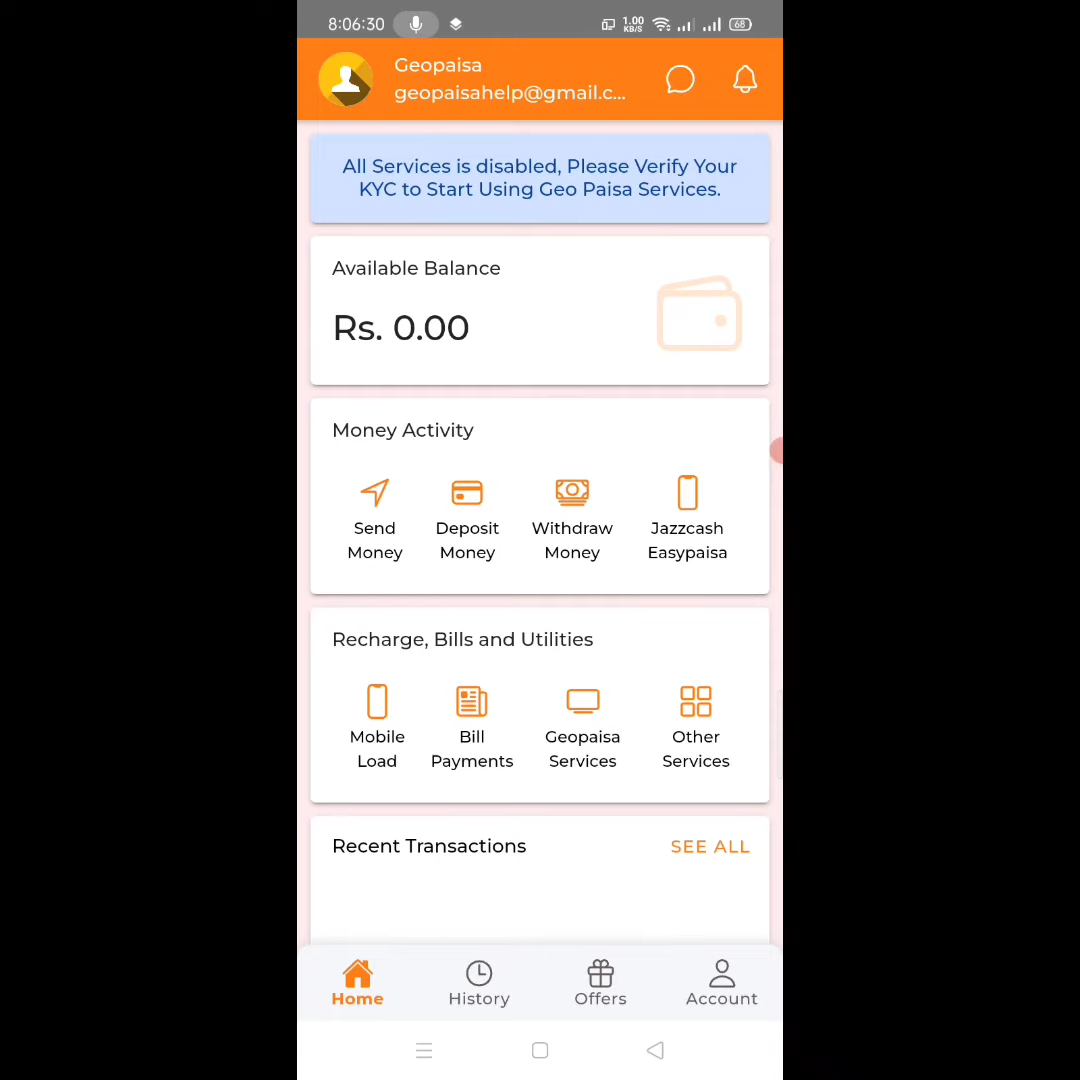 8:06:30
1.00
KB/S
68
Geopaisa
geopaisahelp@gmail.c...
All Services is disabled, Please Verify Your
KYC to Start Using Geo Paisa Services.
Available Balance
Rs. 0.00
Money Activity
Send Money
Deposit Money
Withdraw Money
Jazzcash Easypaisa
Recharge, Bills and Utilities
Mobile Load
Bill Payments
Geopaisa Services
Other Services
Recent Transactions SEE ALL
Home History Offers Account